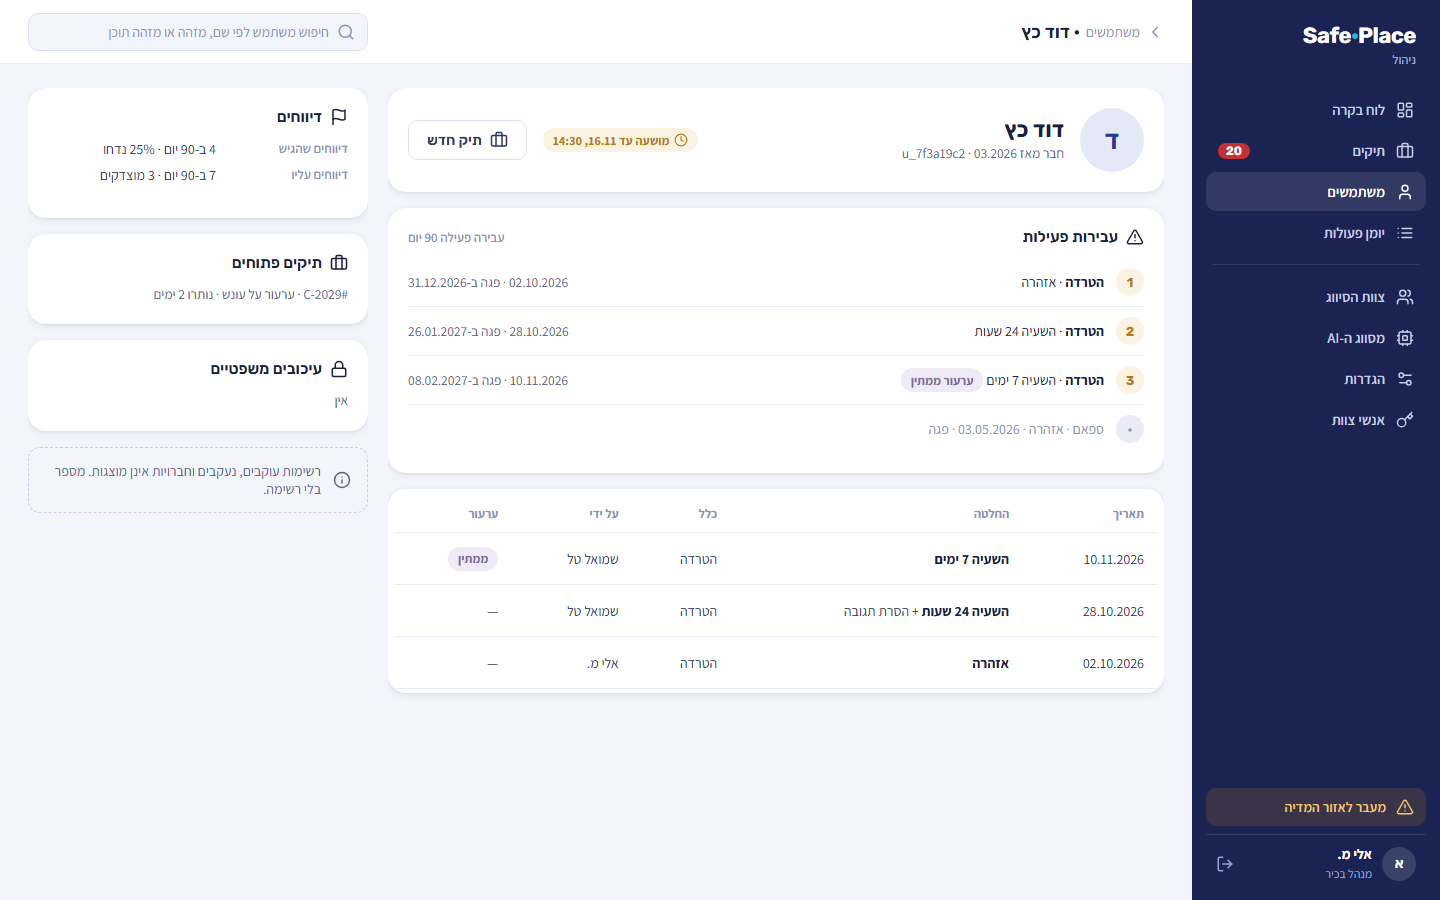 Safe•Place
ניהול
לוח בקרה
תיקים
20
משתמשים
יומן פעולות
צוות הסיווג
מסווג ה-AI
הגדרות
אנשי צוות
מעבר לאזור המדיה
א
אלי מ.
מנהל בכיר
משתמשים • דוד כץ
חיפוש משתמש לפי שם, מזהה או מזהה תוכן
ד
דוד כץ
חבר מאז 03.2026 · u_7f3a19c2
מושעה עד 16.11, 14:30
תיק חדש
עבירות פעילות
עבירה פעילה 90 יום
1 הטרדה · אזהרה 02.10.2026 · פגה ב-31.12.2026
2 הטרדה · השעיה 24 שעות 28.10.2026 · פגה ב-26.01.2027
3 הטרדה · השעיה 7 ימים ערעור ממתין 10.11.2026 · פגה ב-08.02.2027
• ספאם · אזהרה · 03.05.2026 · פגה
תאריך החלטה כלל על ידי ערעור
10.11.2026 השעיה 7 ימים הטרדה שמואל טל ממתין
28.10.2026 השעיה 24 שעות + הסרת תגובה הטרדה שמואל טל —
02.10.2026 אזהרה הטרדה אלי מ. —
דיווחים
דיווחים שהגיש 4 ב-90 יום · 25% נדחו
דיווחים עליו 7 ב-90 יום · 3 מוצדקים
תיקים פתוחים
#C-2029 · ערעור על עונש · נותרו 2 ימים
עיכובים משפטיים
אין
רשימות עוקבים, נעקבים וחברויות אינן מוצגות. מספר
בלי רשימה.